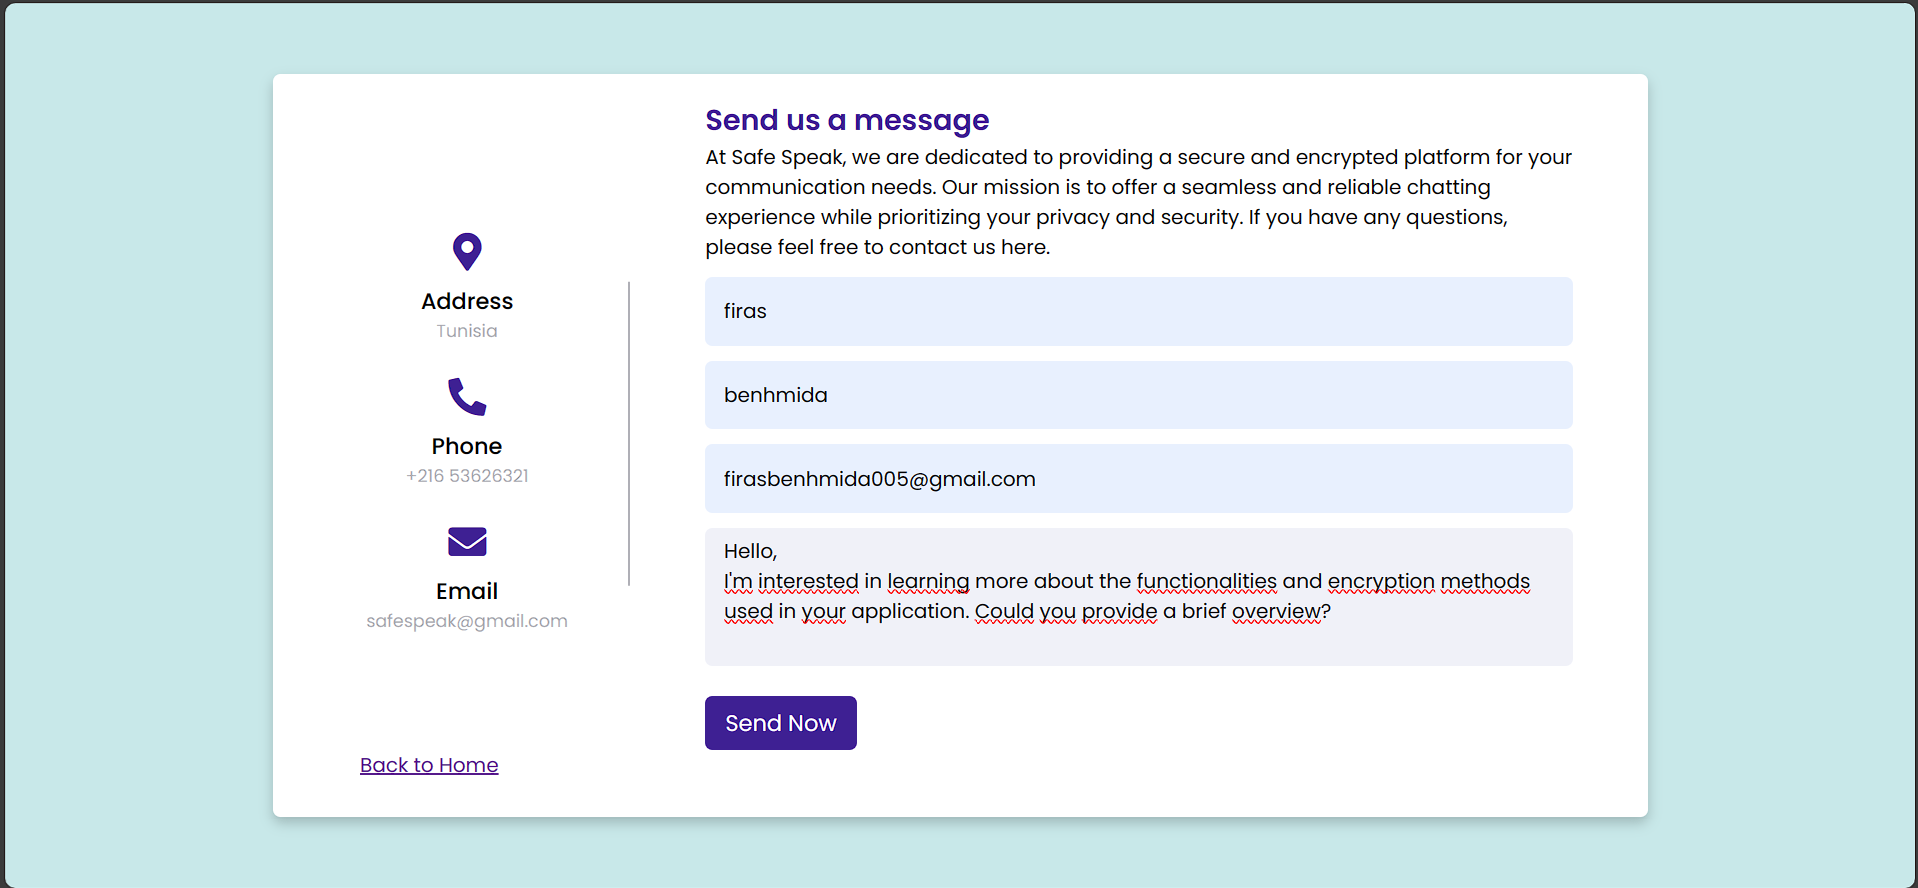 Address
Tunisia
Phone
+216 53626321
Email
safespeak@gmail.com
Back to Home
Send us a message
At Safe Speak, we are dedicated to providing a secure and encrypted platform for your
communication needs. Our mission is to offer a seamless and reliable chatting
experience while prioritizing your privacy and security. If you have any questions,
please feel free to contact us here.
firas
benhmida
firasbenhmida005@gmail.com
Hello,
I'm interested in learning more about the functionalities and encryption methods
used in your application. Could you provide a brief overview?
Send Now